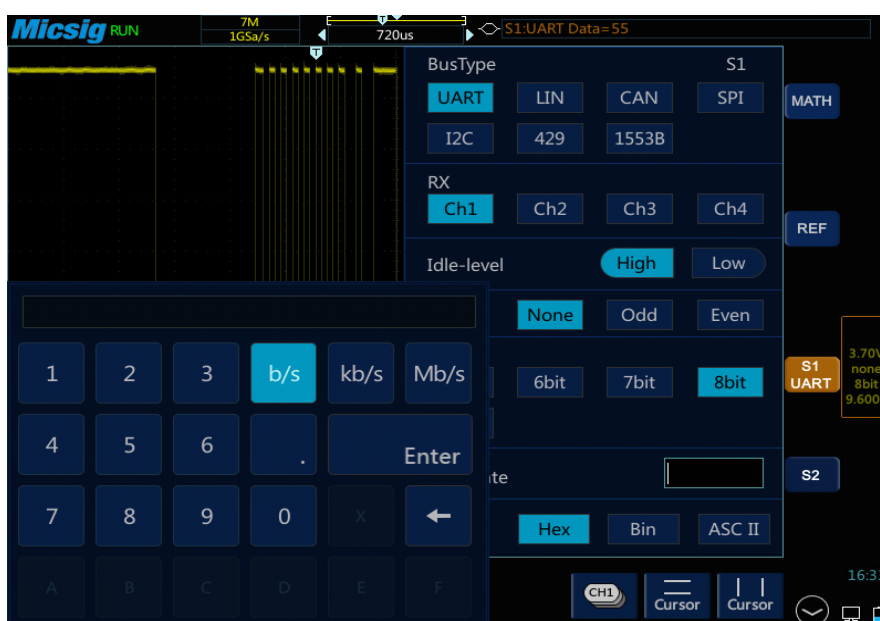 Micsig RUN 7M 1GSa/s 720us S1:UART Data=55
T
T
BusType S1
UART LIN CAN SPI
I2C 429 1553B
MATH
RX
Ch1 Ch2 Ch3 Ch4
REF
Idle-level High Low
None Odd Even
6bit 7bit 8bit
S1 UART
3.70V
none
8bit
9.600
te
S2
Hex Bin ASC II
1 2 3 b/s kb/s Mb/s
4 5 6 . Enter
7 8 9 0 X ←
A B C D E F
CH1 Cursor Cursor
16:3